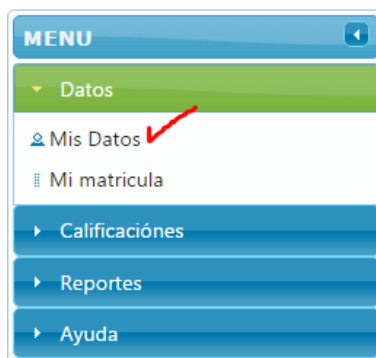 MENU
Datos
Mis Datos
Mi matricula
Calificaciónes
Reportes
Ayuda